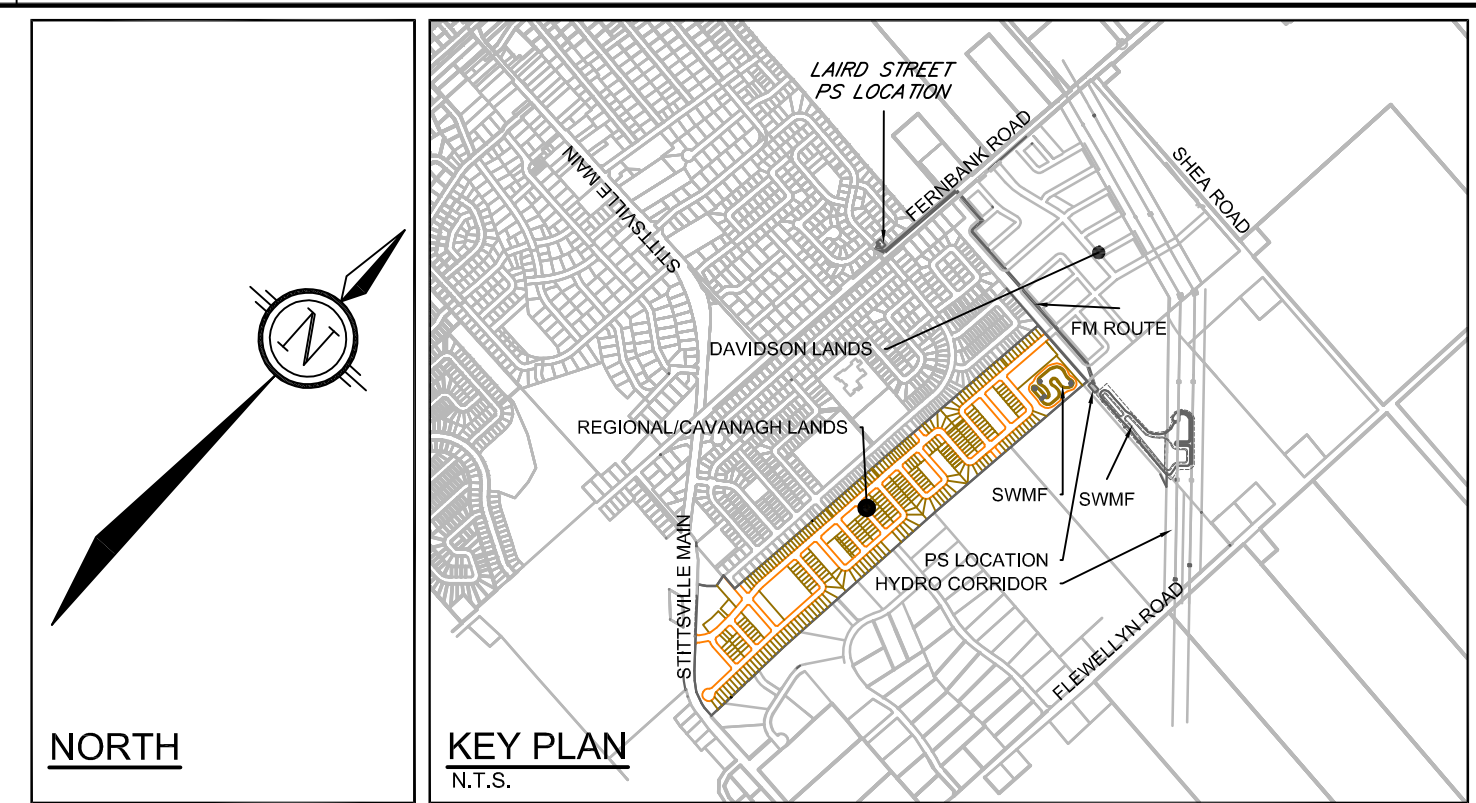 N
NORTH
LAIRD STREET
PS LOCATION
STITTSVILLE MAIN
FERNBANK ROAD
SHEA ROAD
FM ROUTE
DAVIDSON LANDS
REGIONAL/CAVANAGH LANDS
SWMF
SWMF
PS LOCATION
HYDRO CORRIDOR
STITTSVILLE MAIN
FLEWELLYN ROAD
KEY PLAN
N.T.S.